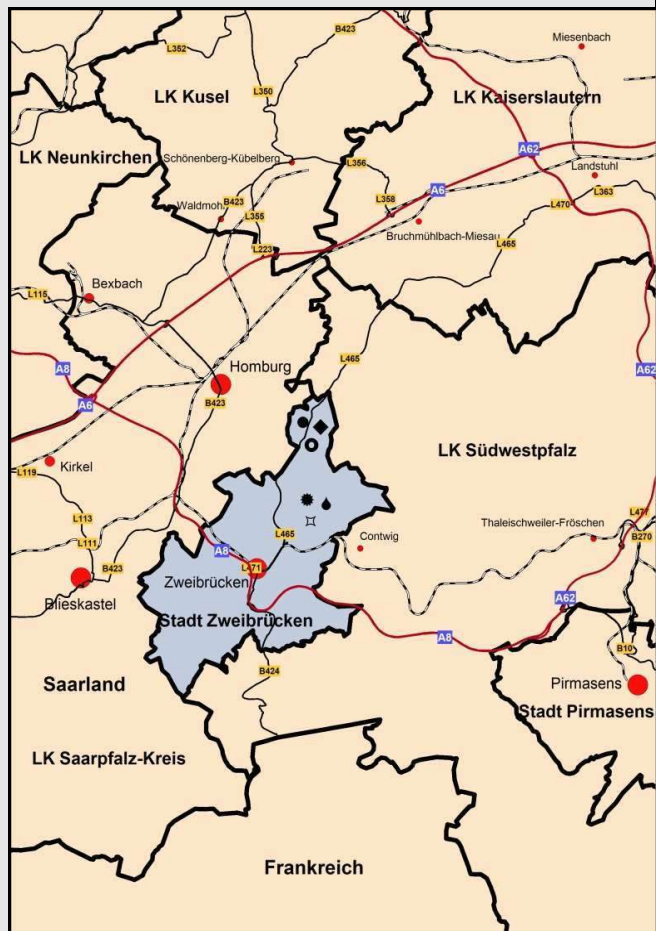 B423
Miesenbach
L352
L350
LK Kusel
LK Kaiserslautern
A62
LK Neunkirchen
Schönenberg-Kübelberg
L356
Landstuhl
A6
L363
B423
L358
Waldmohr
L355
L470
Bruchmühlbach-Miesau
L223
L465
Bexbach
L115
L465
A8
Homburg
A62
B423
A6
LK Südwestpfalz
Kirkel
L119
L477
L113
Thaleischweiler-Fröschen
L465
Contwig
B270
L111
A8
B423
L471
Zweibrücken
A62
Blieskastel
Stadt Zweibrücken
A8
B10
B424
Saarland
Pirmasens
Stadt Pirmasens
LK Saarpfalz-Kreis
Frankreich